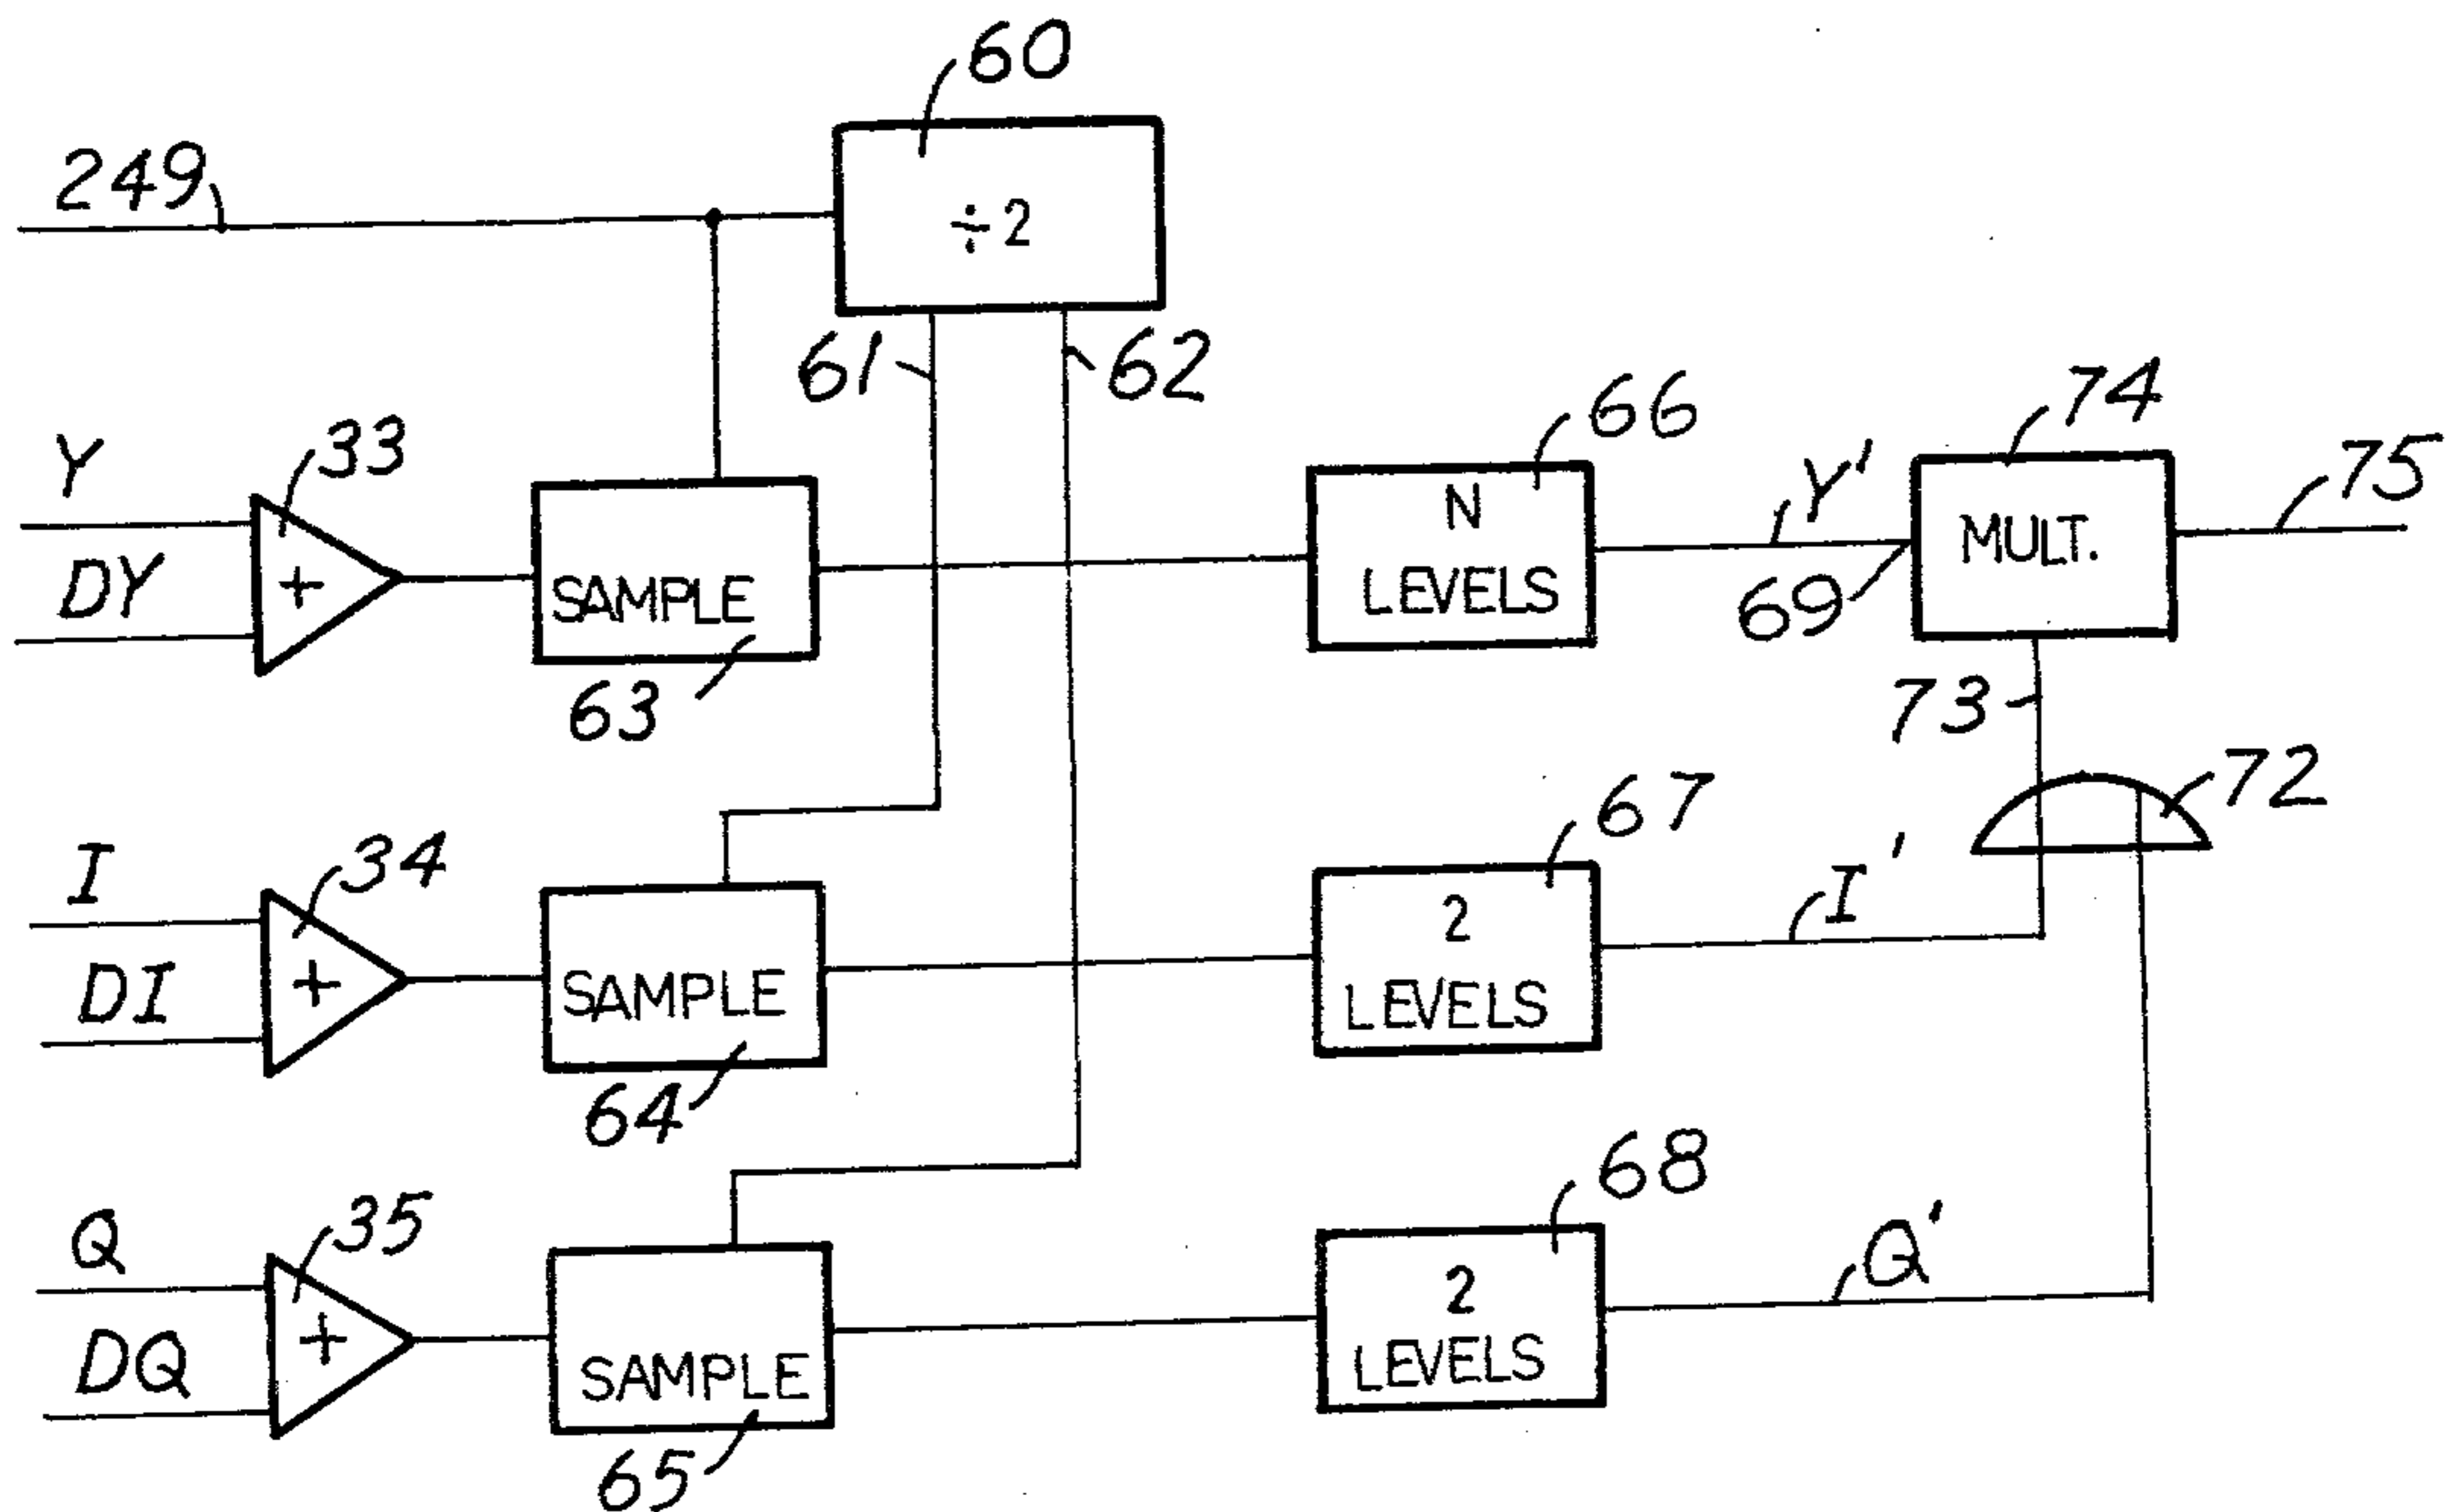 60
249
÷2
61
62
66
74
75
Y
33
N
LEVELS
Y'
MULT.
DY
+
SAMPLE
69
63
73
72
67
I
34
2
LEVELS
I'
DI
+
SAMPLE
64
68
Q
35
2
LEVELS
Q'
DQ
+
SAMPLE
65